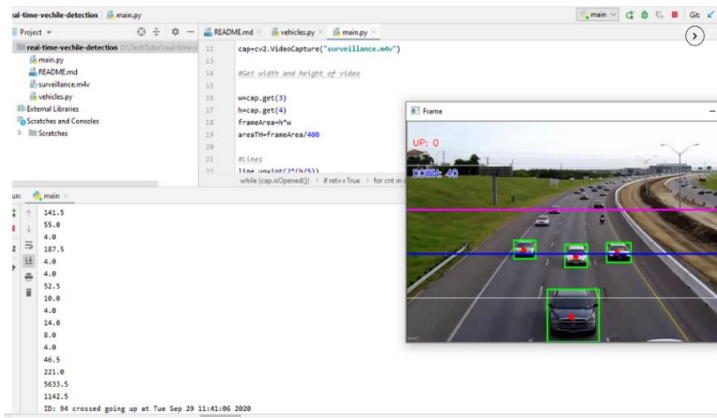 real-time-vechile-detection main.py
main
Git:
Project
README.md vehicles.py main.py
real-time-vechile-detection
main.py
README.md
surveillance.m4v
vehicles.py
External Libraries
Scratches and Consoles
Scratches
12 cap=cv2.VideoCapture("surveillance.m4v")
13
14 #Get width and height of video
15
16 w=cap.get(3)
17 h=cap.get(4)
18 frameArea=h*w
19 areaTH=frameArea/400
20
21 #Lines
while (cap.isOpened()) if ret==True for cnt in
Frame
UP: 0
DOWN: 40
main
141.5
55.0
4.0
187.5
4.0
4.0
52.5
10.0
4.0
14.0
8.0
4.0
46.5
221.0
5633.5
1142.5
ID: 94 crossed going up at Tue Sep 29 11:41:06 2020